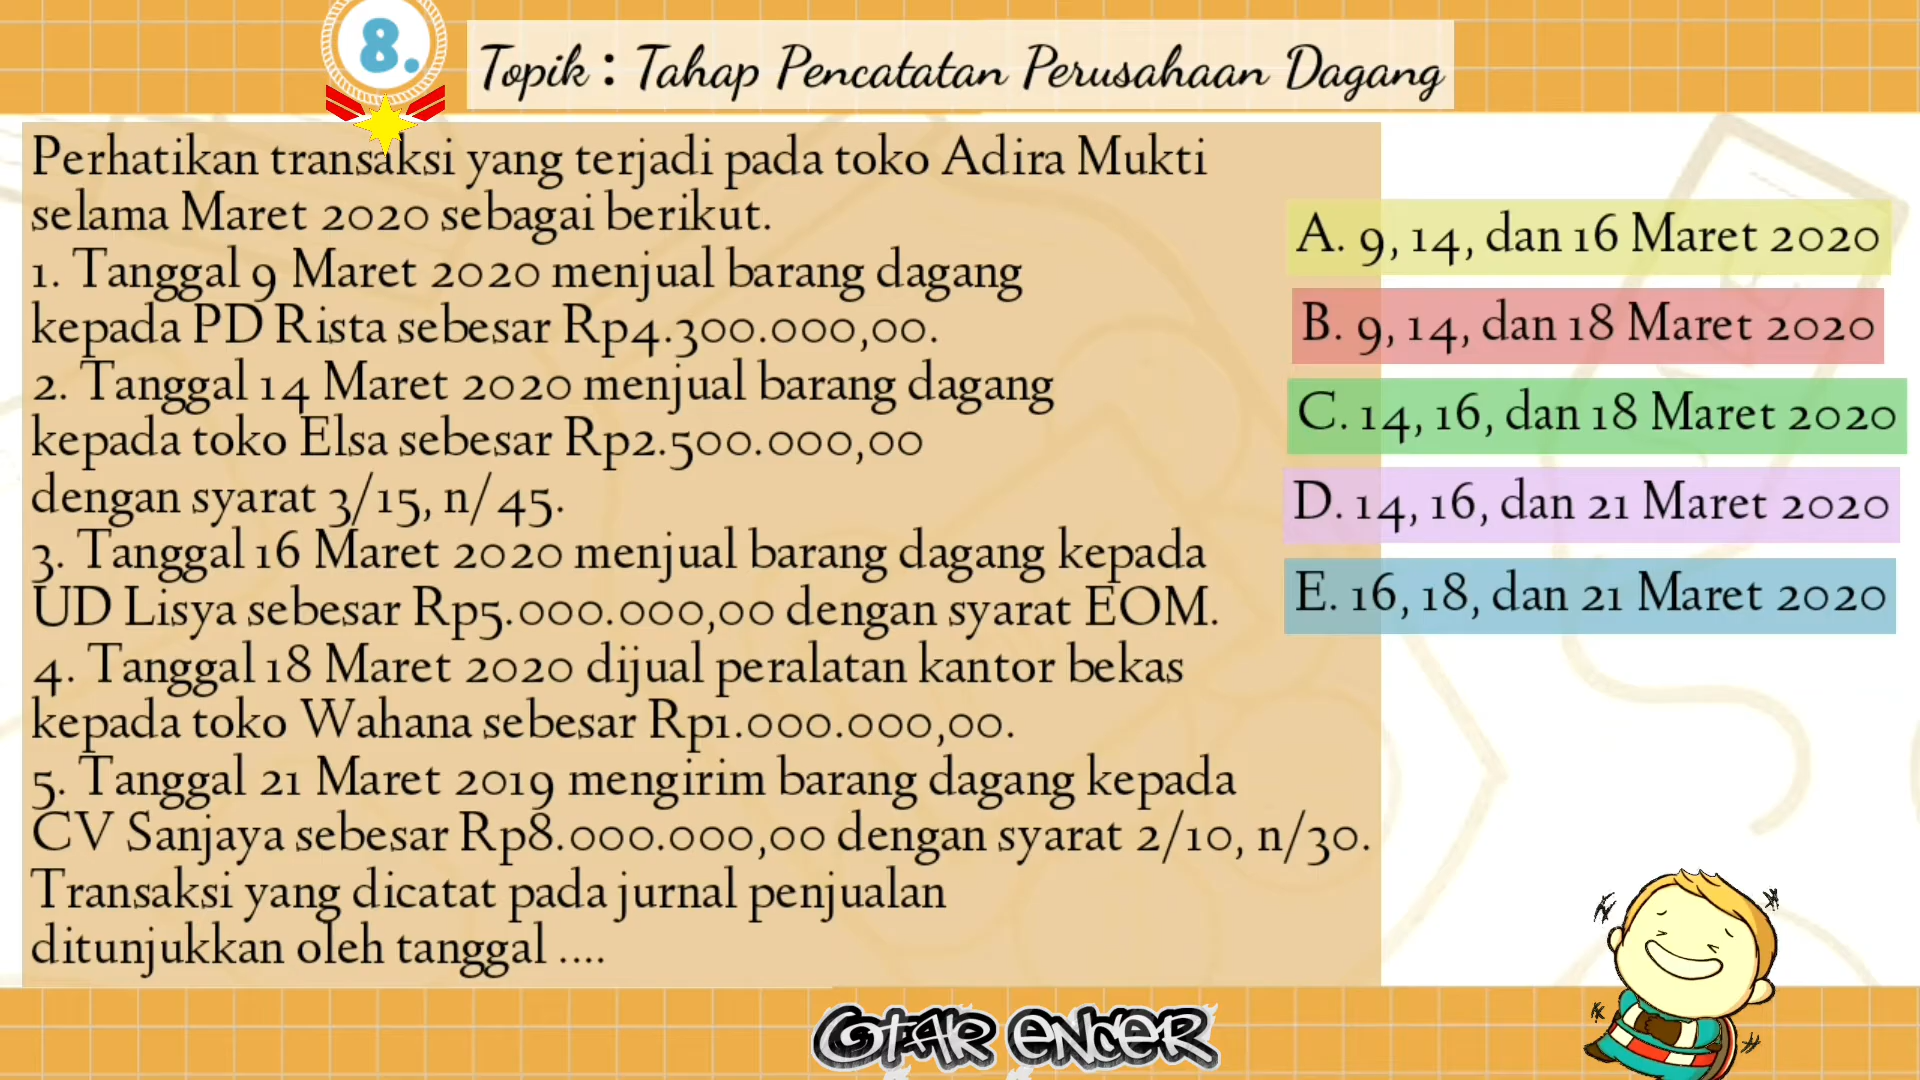 8.
Topik : Tahap Pencatatan Perusahaan Dagang
Perhatikan transaksi yang terjadi pada toko Adira Mukti
selama Maret 2020 sebagai berikut.
1. Tanggal 9 Maret 2020 menjual barang dagang
kepada PD Rista sebesar Rp4.300.000,00.
2. Tanggal 14 Maret 2020 menjual barang dagang
kepada toko Elsa sebesar Rp2.500.000,00
dengan syarat 3/15, n/45.
3. Tanggal 16 Maret 2020 menjual barang dagang kepada
UD Lisya sebesar Rp5.000.000,00 dengan syarat EOM.
4. Tanggal 18 Maret 2020 dijual peralatan kantor bekas
kepada toko Wahana sebesar Rp1.000.000,00.
5. Tanggal 21 Maret 2019 mengirim barang dagang kepada
CV Sanjaya sebesar Rp8.000.000,00 dengan syarat 2/10, n/30.
Transaksi yang dicatat pada jurnal penjualan
ditunjukkan oleh tanggal ....
A. 9, 14, dan 16 Maret 2020
B. 9, 14, dan 18 Maret 2020
C. 14, 16, dan 18 Maret 2020
D. 14, 16, dan 21 Maret 2020
E. 16, 18, dan 21 Maret 2020
OTAK ENCER